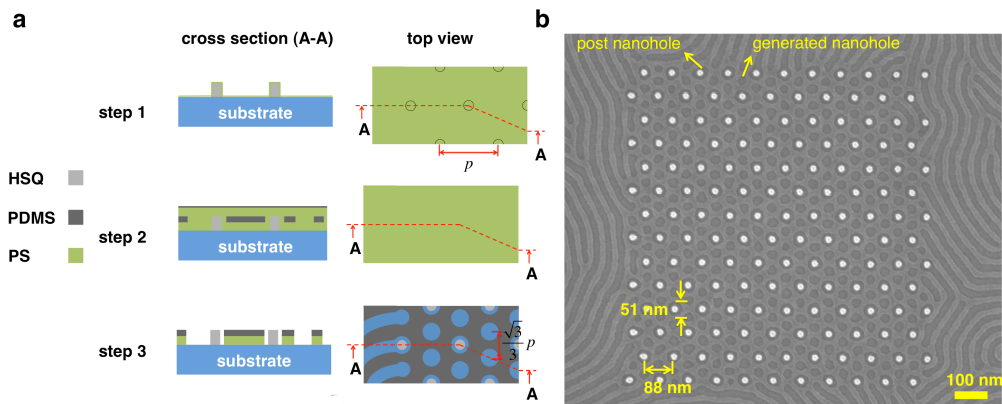 a
cross section (A-A)
top view
step 1
substrate
A
A
p
HSQ
PDMS
PS
step 2
substrate
A
A
step 3
substrate
A
A
√3
3
p
b
post nanohole
generated nanohole
51 nm
88 nm
100 nm